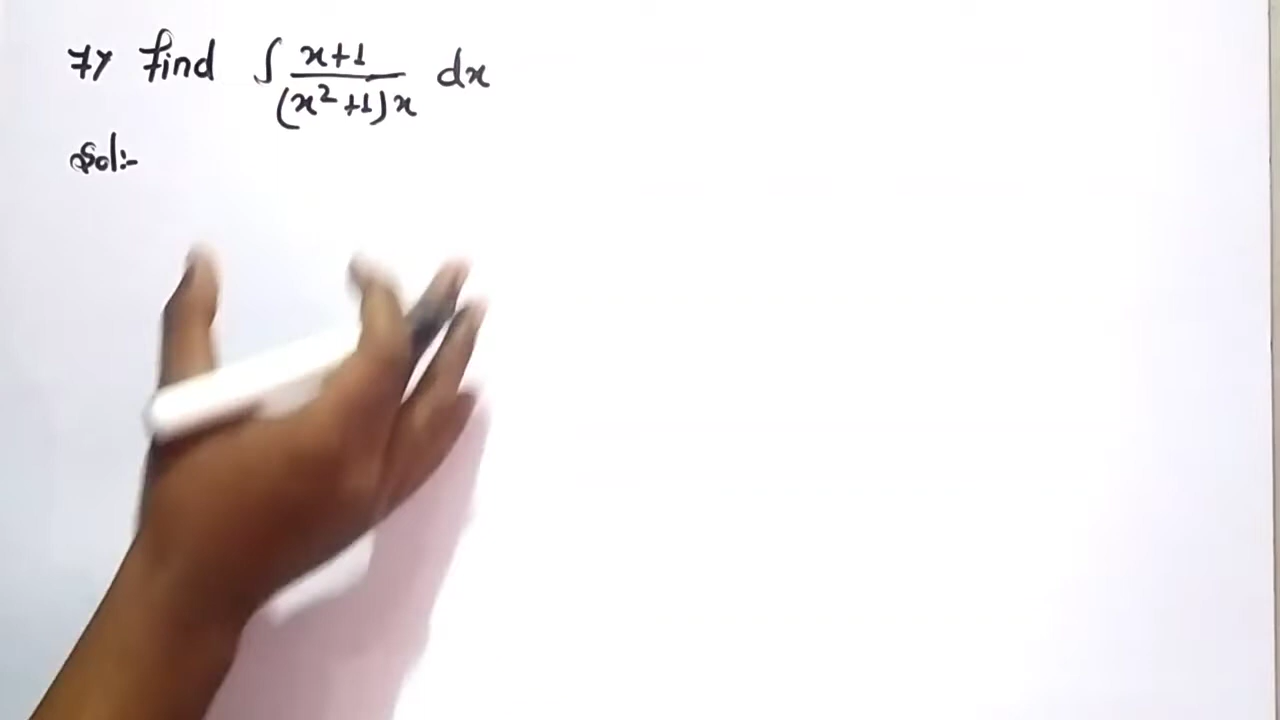 7) Find ∫ x+1 / (x²+1)x dx
Sol:-